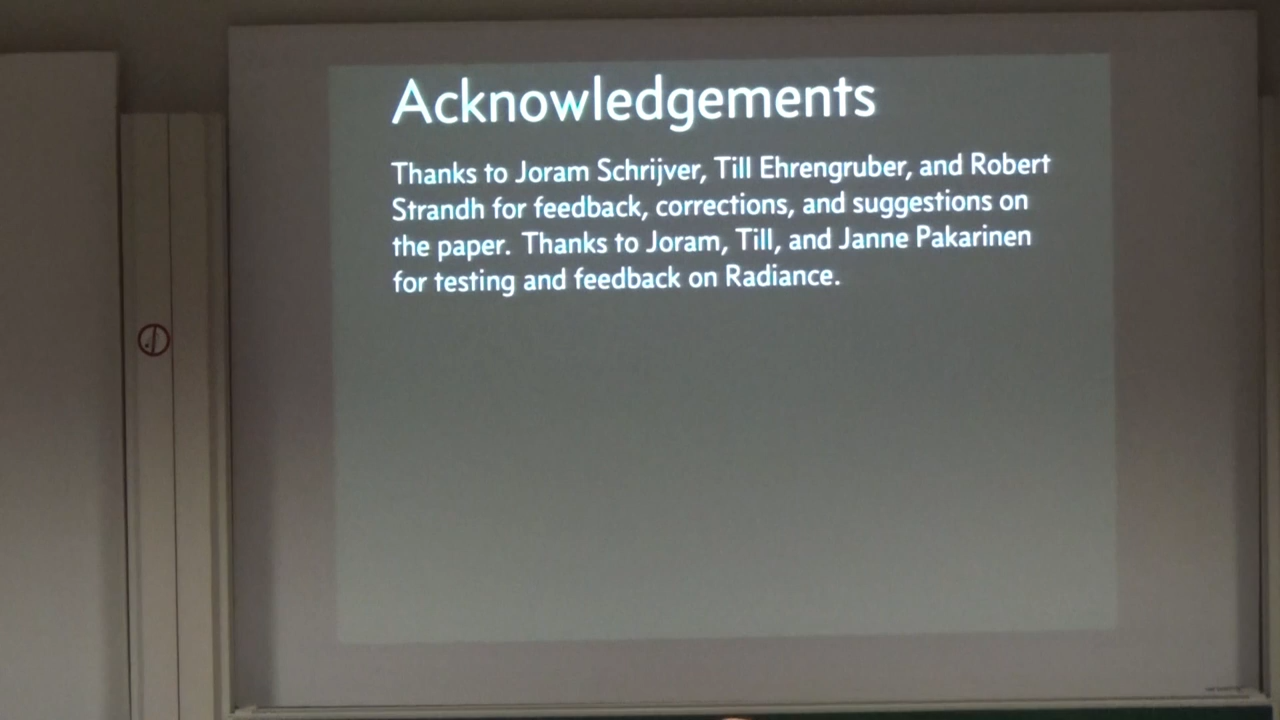 Acknowledgements
Thanks to Joram Schrijver, Till Ehrengruber, and Robert
Strandh for feedback, corrections, and suggestions on
the paper. Thanks to Joram, Till, and Janne Pakarinen
for testing and feedback on Radiance.